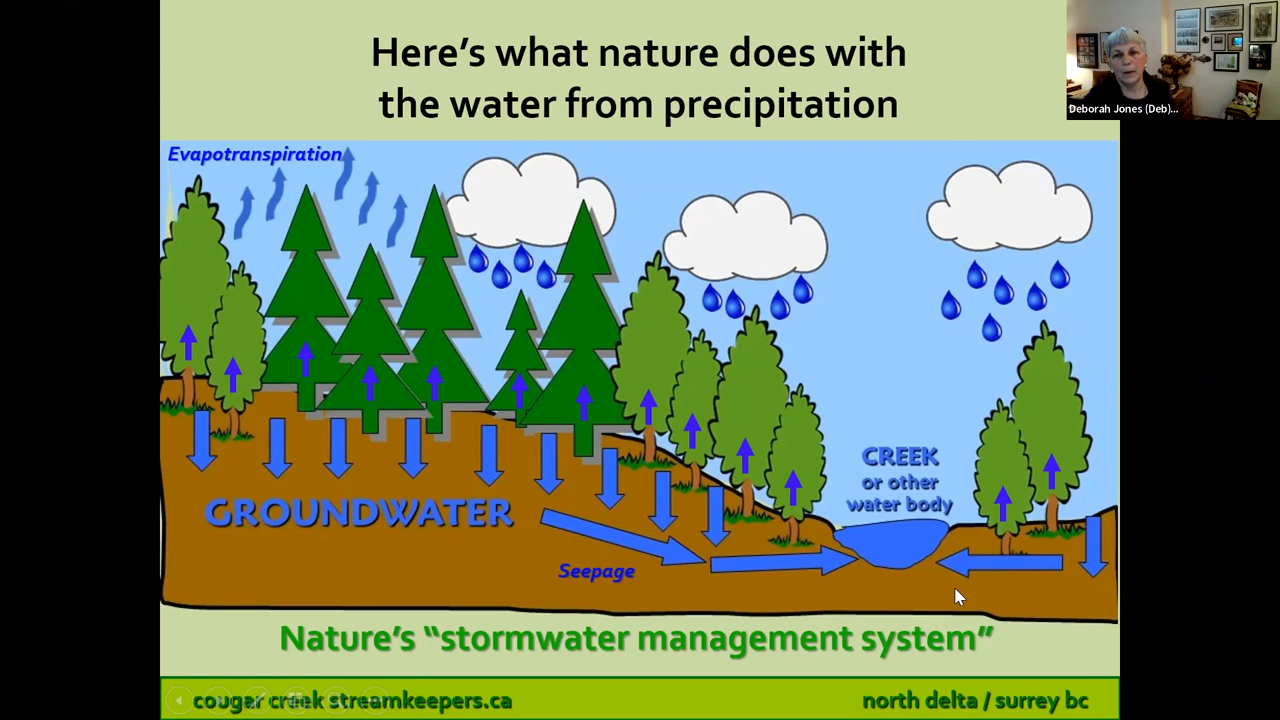 Here's what nature does with
the water from precipitation
Deborah Jones (Deb)...
Evapotranspiration
CREEK
or other
water body
GROUNDWATER
Seepage
Nature's “stormwater management system”
cougar creek streamkeepers.ca
north delta / surrey bc